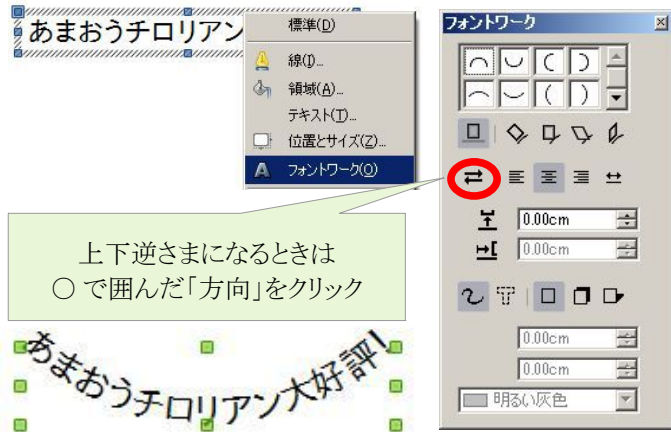 あまおうチロリアン
標準(D)
線(I)...
領域(A)...
テキスト(T)...
位置とサイズ(Z)...
フォントワーク(O)
フォントワーク
0.00cm
0.00cm
上下逆さまになるときは
○で囲んだ「方向」をクリック
0.00cm
0.00cm
明るい灰色
あまおうチロリアン大好評!